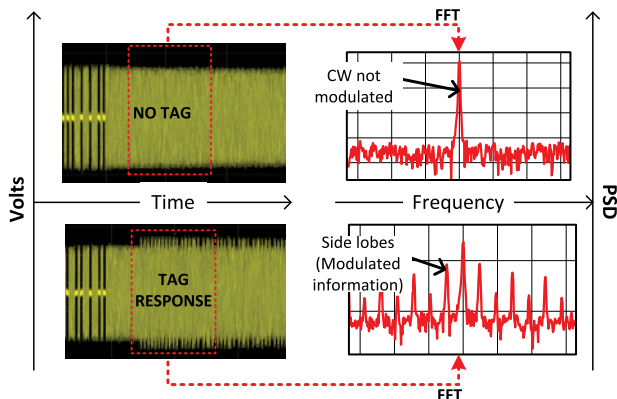 FFT
CW not
modulated
NO TAG
Volts
Time
Frequency
PSD
Side lobes
(Modulated
information)
TAG
RESPONSE
FFT